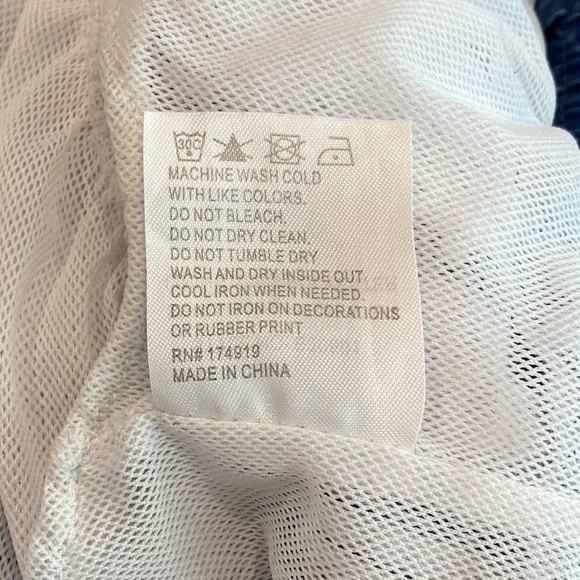 30C
MACHINE WASH COLD
WITH LIKE COLORS.
DO NOT BLEACH.
DO NOT DRY CLEAN.
DO NOT TUMBLE DRY
WASH AND DRY INSIDE OUT
COOL IRON WHEN NEEDED.
DO NOT IRON ON DECORATIONS
OR RUBBER PRINT
RN# 174919
MADE IN CHINA